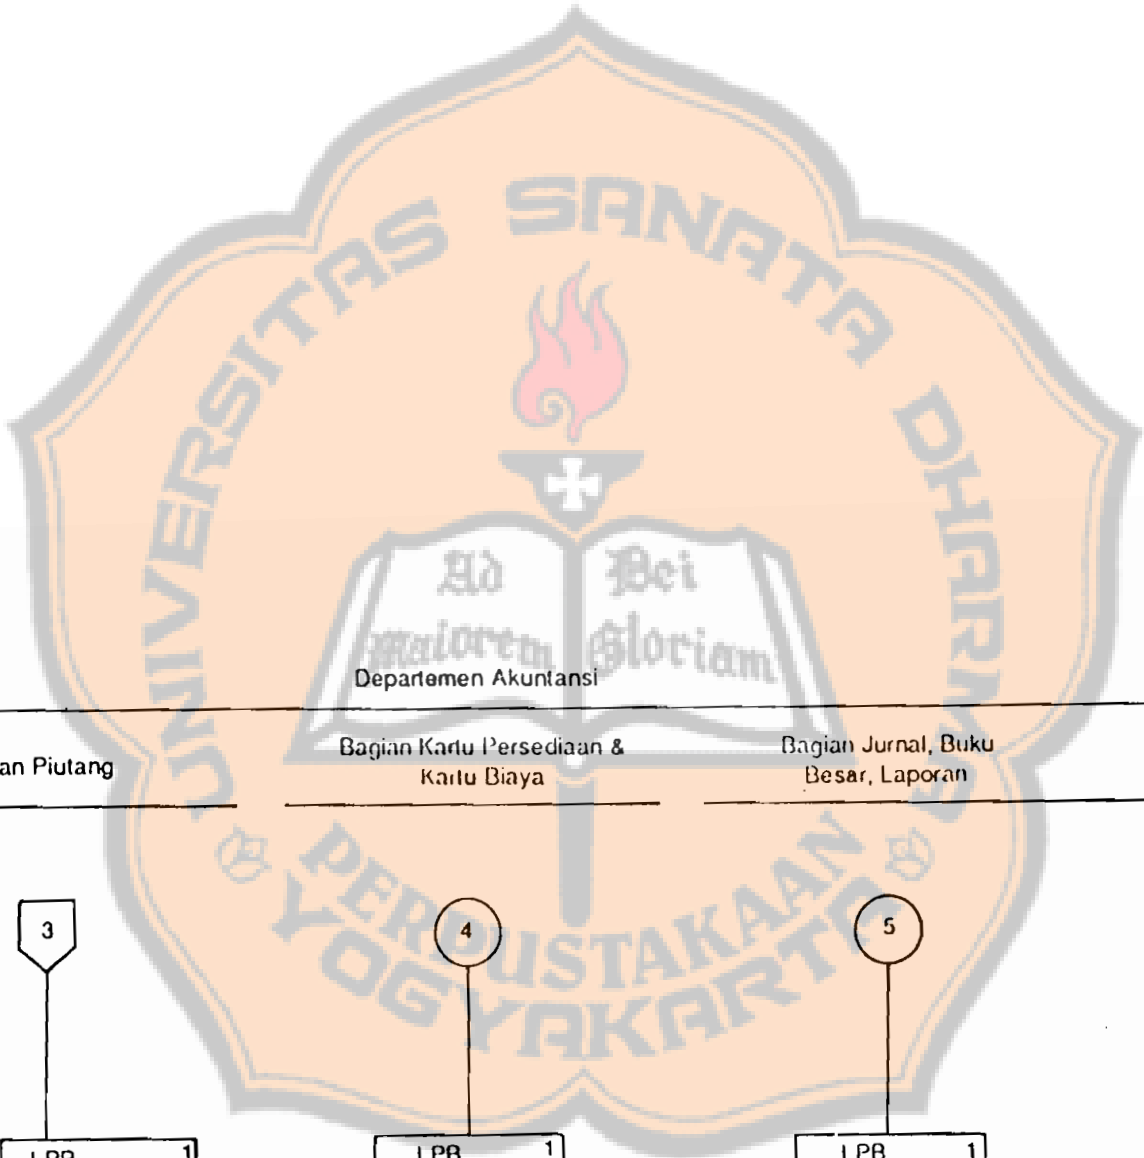 UNIVERSITAS SANATA DHARMA
Ad
Dei
maiorem
Gloriam
Departemen Akuntansi
an Piutang
Bagian Kartu Persediaan &
Kartu Biaya
Bagian Jurnal, Buku
Besar, Laporan
PERPUSTAKAAN
YOGYAKARTA
3
4
5
LPB 1
LPB 1
LPB 1